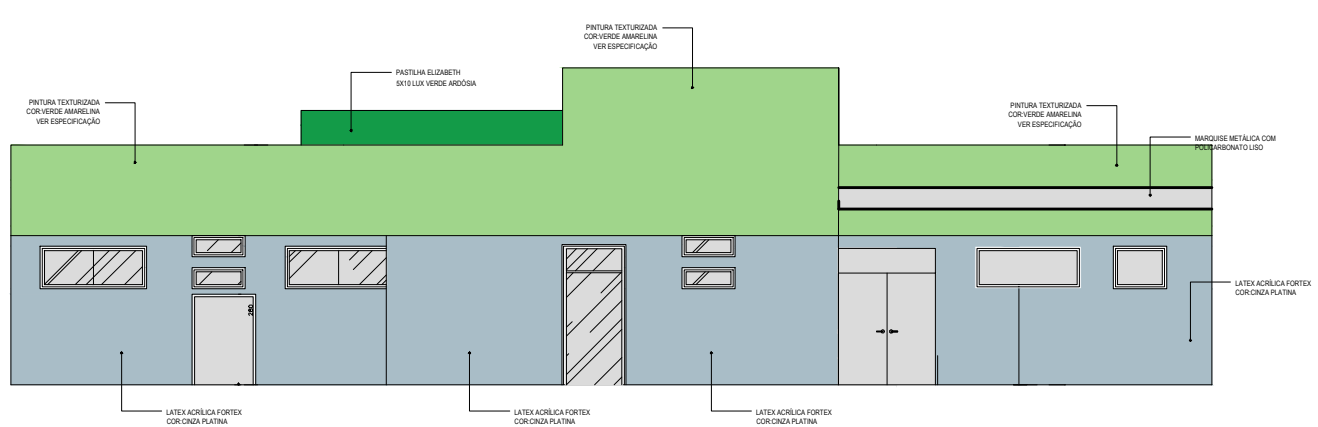 PINTURA TEXTURIZADA
COR:VERDE AMARELINA
VER ESPECIFICAÇÃO
PASTILHA ELIZABETH
5X10 LUX VERDE ARDÓSIA
PINTURA TEXTURIZADA
COR:VERDE AMARELINA
VER ESPECIFICAÇÃO
PINTURA TEXTURIZADA
COR:VERDE AMARELINA
VER ESPECIFICAÇÃO
MARQUISE METÁLICA COM
POLICARBONATO LISO
280
LATEX ACRÍLICA FORTEX
COR:CINZA PLATINA
LATEX ACRÍLICA FORTEX
COR:CINZA PLATINA
LATEX ACRÍLICA FORTEX
COR:CINZA PLATINA
LATEX ACRÍLICA FORTEX
COR:CINZA PLATINA